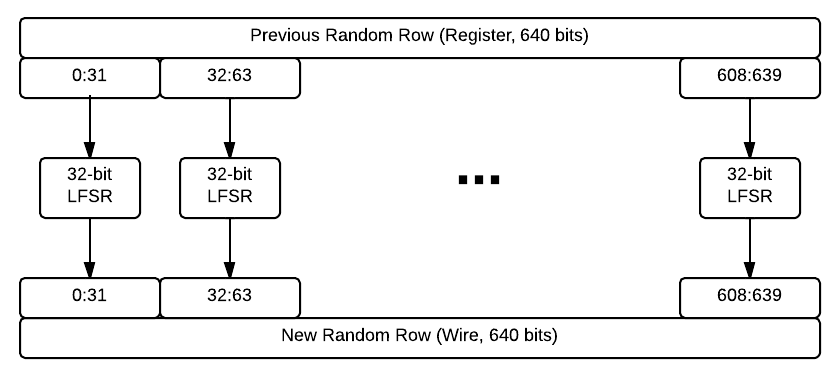 Previous Random Row (Register, 640 bits)
0:31
32:63
608:639
32-bit
LFSR
32-bit
LFSR
...
32-bit
LFSR
0:31
32:63
608:639
New Random Row (Wire, 640 bits)